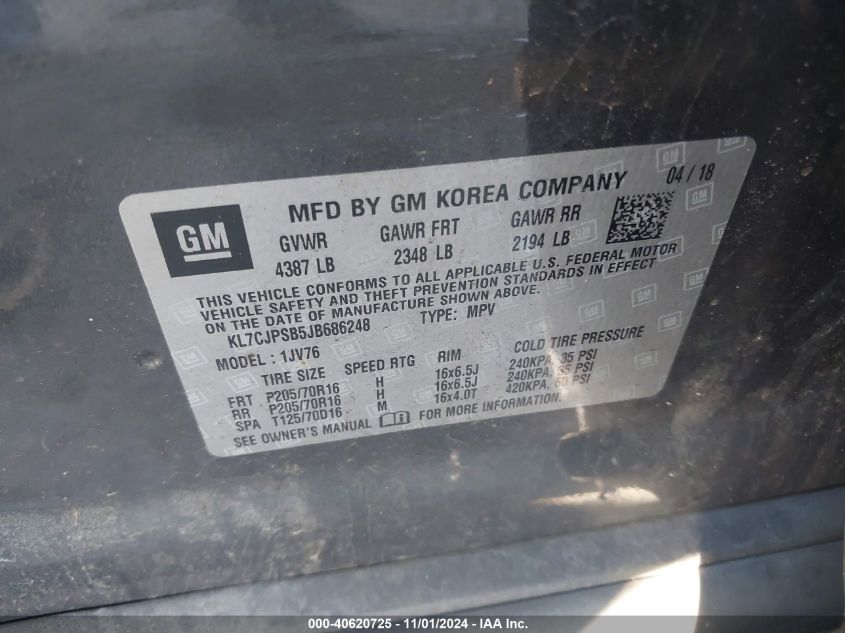 GM
MFD BY GM KOREA COMPANY 04 / 18
GVWR GAWR FRT GAWR RR
4387 LB 2348 LB 2194 LB
THIS VEHICLE CONFORMS TO ALL APPLICABLE U.S. FEDERAL MOTOR
VEHICLE SAFETY AND THEFT PREVENTION STANDARDS IN EFFECT
ON THE DATE OF MANUFACTURE SHOWN ABOVE.
KL7CJPSB5JB686248 TYPE: MPV
MODEL : 1JV76
TIRE SIZE SPEED RTG RIM COLD TIRE PRESSURE
FRT P205/70R16 H 16x6.5J 240KPA, 35 PSI
RR P205/70R16 H 16x6.5J 240KPA, 35 PSI
SPA T125/70D16 M 16x4.0T 420KPA, 60 PSI
SEE OWNER'S MANUAL FOR MORE INFORMATION.
000-40620725 - 11/01/2024 - IAA Inc.